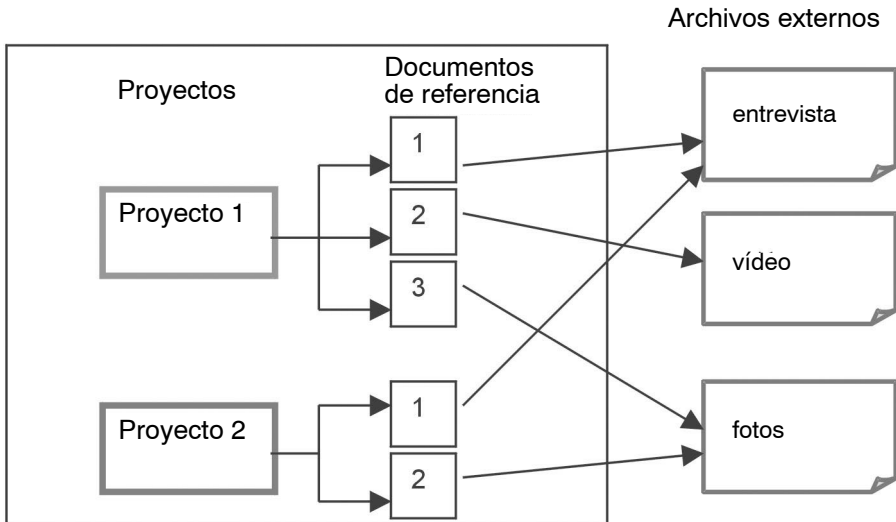 Archivos externos
Proyectos
Documentos
de referencia
Proyecto 1
1
2
3
Proyecto 2
1
2
entrevista
vídeo
fotos